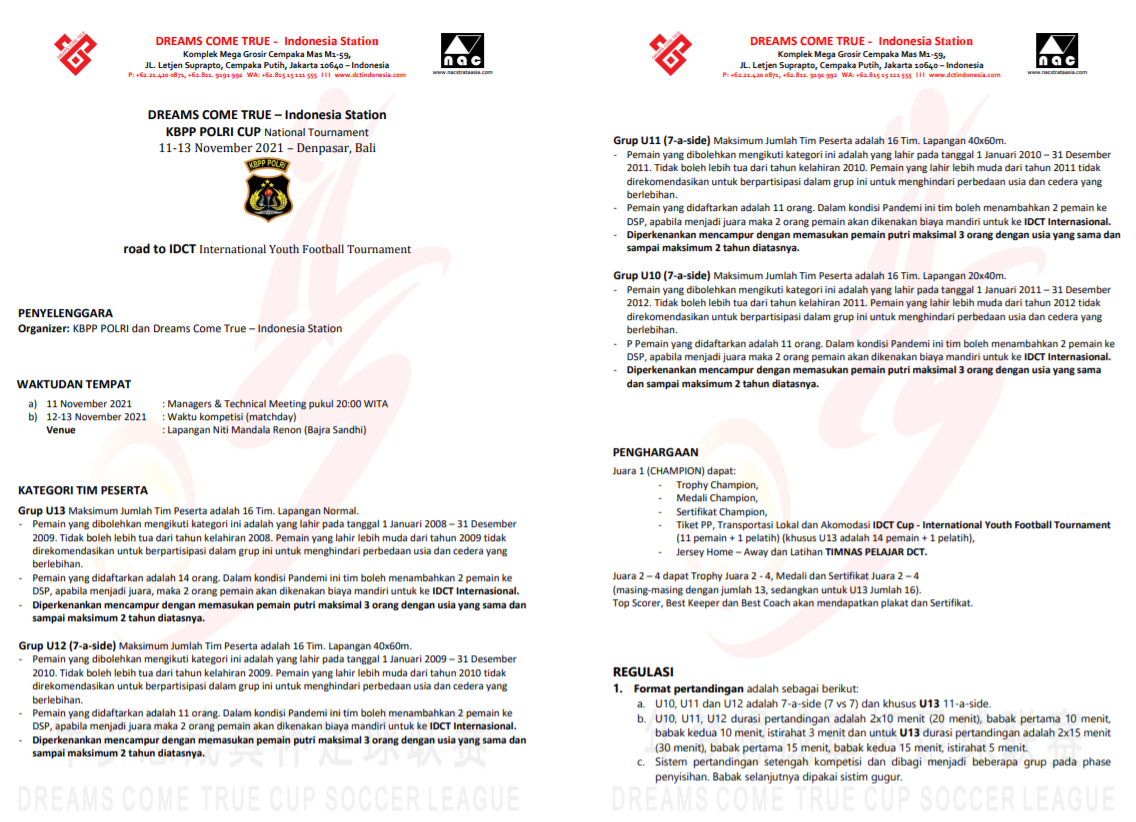 DREAMS COME TRUE - Indonesia Station
Komplek Mega Grosir Cempaka Mas M1-59,
JL. Letjen Suprapto, Cempaka Putih, Jakarta 10640 – Indonesia
P: +62.21.420 0871, +62.811. 9191 992 WA: +62.815 15 111 555 I I I www.dctindonesia.com
nac
www.nacstrataasia.com
DREAMS COME TRUE – Indonesia Station
KBPP POLRI CUP National Tournament
11-13 November 2021 – Denpasar, Bali
KBPP POLRI
road to IDCT International Youth Football Tournament
PENYELENGGARA
Organizer: KBPP POLRI dan Dreams Come True – Indonesia Station
WAKTUDAN TEMPAT
a) 11 November 2021 : Managers & Technical Meeting pukul 20:00 WITA
b) 12-13 November 2021 : Waktu kompetisi (matchday)
Venue : Lapangan Niti Mandala Renon (Bajra Sandhi)
KATEGORI TIM PESERTA
Grup U13 Maksimum Jumlah Tim Peserta adalah 16 Tim. Lapangan Normal.
- Pemain yang dibolehkan mengikuti kategori ini adalah yang lahir pada tanggal 1 Januari 2008 – 31 Desember
2009. Tidak boleh lebih tua dari tahun kelahiran 2008. Pemain yang lahir lebih muda dari tahun 2009 tidak
direkomendasikan untuk berpartisipasi dalam grup ini untuk menghindari perbedaan usia dan cedera yang
berlebihan.
- Pemain yang didaftarkan adalah 14 orang. Dalam kondisi Pandemi ini tim boleh menambahkan 2 pemain ke
DSP, apabila menjadi juara, maka 2 orang pemain akan dikenakan biaya mandiri untuk ke IDCT Internasional.
- Diperkenankan mencampur dengan memasukan pemain putri maksimal 3 orang dengan usia yang sama dan
sampai maksimum 2 tahun diatasnya.
Grup U12 (7-a-side) Maksimum Jumlah Tim Peserta adalah 16 Tim. Lapangan 40x60m.
- Pemain yang dibolehkan mengikuti kategori ini adalah yang lahir pada tanggal 1 Januari 2009 – 31 Desember
2010. Tidak boleh lebih tua dari tahun kelahiran 2009. Pemain yang lahir lebih muda dari tahun 2010 tidak
direkomendasikan untuk berpartisipasi dalam grup ini untuk menghindari perbedaan usia dan cedera yang
berlebihan.
- Pemain yang didaftarkan adalah 11 orang. Dalam kondisi Pandemi ini tim boleh menambahkan 2 pemain ke
DSP, apabila menjadi juara maka 2 orang pemain akan dikenakan biaya mandiri untuk ke IDCT Internasional.
- Diperkenankan mencampur dengan memasukan pemain putri maksimal 3 orang dengan usia yang sama dan
sampai maksimum 2 tahun diatasnya.
DREAMS COME TRUE CUP SOCCER LEAGUE
DREAMS COME TRUE - Indonesia Station
Komplek Mega Grosir Cempaka Mas M1-59,
JL. Letjen Suprapto, Cempaka Putih, Jakarta 10640 – Indonesia
P: +62.21.420 0871, +62.811. 9191 992 WA: +62.815 15 111 555 I I I www.dctindonesia.com
nac
www.nacstrataasia.com
Grup U11 (7-a-side) Maksimum Jumlah Tim Peserta adalah 16 Tim. Lapangan 40x60m.
- Pemain yang dibolehkan mengikuti kategori ini adalah yang lahir pada tanggal 1 Januari 2010 – 31 Desember
2011. Tidak boleh lebih tua dari tahun kelahiran 2010. Pemain yang lahir lebih muda dari tahun 2011 tidak
direkomendasikan untuk berpartisipasi dalam grup ini untuk menghindari perbedaan usia dan cedera yang
berlebihan.
- Pemain yang didaftarkan adalah 11 orang. Dalam kondisi Pandemi ini tim boleh menambahkan 2 pemain ke
DSP, apabila menjadi juara maka 2 orang pemain akan dikenakan biaya mandiri untuk ke IDCT Internasional.
- Diperkenankan mencampur dengan memasukan pemain putri maksimal 3 orang dengan usia yang sama dan
sampai maksimum 2 tahun diatasnya.
Grup U10 (7-a-side) Maksimum Jumlah Tim Peserta adalah 16 Tim. Lapangan 20x40m.
- Pemain yang dibolehkan mengikuti kategori ini adalah yang lahir pada tanggal 1 Januari 2011 – 31 Desember
2012. Tidak boleh lebih tua dari tahun kelahiran 2011. Pemain yang lahir lebih muda dari tahun 2012 tidak
direkomendasikan untuk berpartisipasi dalam grup ini untuk menghindari perbedaan usia dan cedera yang
berlebihan.
- P Pemain yang didaftarkan adalah 11 orang. Dalam kondisi Pandemi ini tim boleh menambahkan 2 pemain ke
DSP, apabila menjadi juara maka 2 orang pemain akan dikenakan biaya mandiri untuk ke IDCT Internasional.
- Diperkenankan mencampur dengan memasukan pemain putri maksimal 3 orang dengan usia yang sama
dan sampai maksimum 2 tahun diatasnya.
PENGHARGAAN
Juara 1 (CHAMPION) dapat:
- Trophy Champion,
- Medali Champion,
- Sertifikat Champion,
- Tiket PP, Transportasi Lokal dan Akomodasi IDCT Cup - International Youth Football Tournament
(11 pemain + 1 pelatih) (khusus U13 adalah 14 pemain + 1 pelatih),
- Jersey Home – Away dan Latihan TIMNAS PELAJAR DCT.
Juara 2 – 4 dapat Trophy Juara 2 - 4, Medali dan Sertifikat Juara 2 – 4
(masing-masing dengan jumlah 13, sedangkan untuk U13 Jumlah 16).
Top Scorer, Best Keeper dan Best Coach akan mendapatkan plakat dan Sertifikat.
REGULASI
1. Format pertandingan adalah sebagai berikut:
a. U10, U11 dan U12 adalah 7-a-side (7 vs 7) dan khusus U13 11-a-side.
b. U10, U11, U12 durasi pertandingan adalah 2x10 menit (20 menit), babak pertama 10 menit,
babak kedua 10 menit, istirahat 3 menit dan untuk U13 durasi pertandingan adalah 2x15 menit
(30 menit), babak pertama 15 menit, babak kedua 15 menit, istirahat 5 menit.
c. Sistem pertandingan setengah kompetisi dan dibagi menjadi beberapa grup pada phase
penyisihan. Babak selanjutnya dipakai sistim gugur.
DREAMS COME TRUE CUP SOCCER LEAGUE